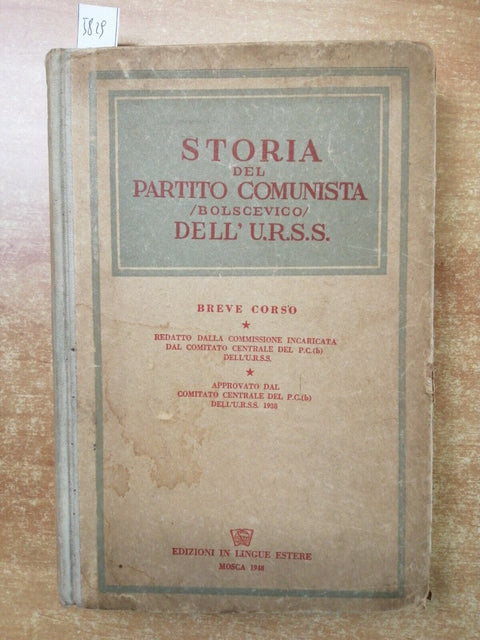 5829
STORIA
DEL
PARTITO COMUNISTA
/BOLSCEVICO/
DELL' U.R.S.S.
BREVE CORSO
★
REDATTO DALLA COMMISSIONE INCARICATA
DAL COMITATO CENTRALE DEL P.C.(b)
DELL'U.R.S.S.
★
APPROVATO DAL
COMITATO CENTRALE DEL P.C.(b)
DELL'U.R.S.S. 1938
EDIZIONI IN LINGUE ESTERE
MOSCA 1948